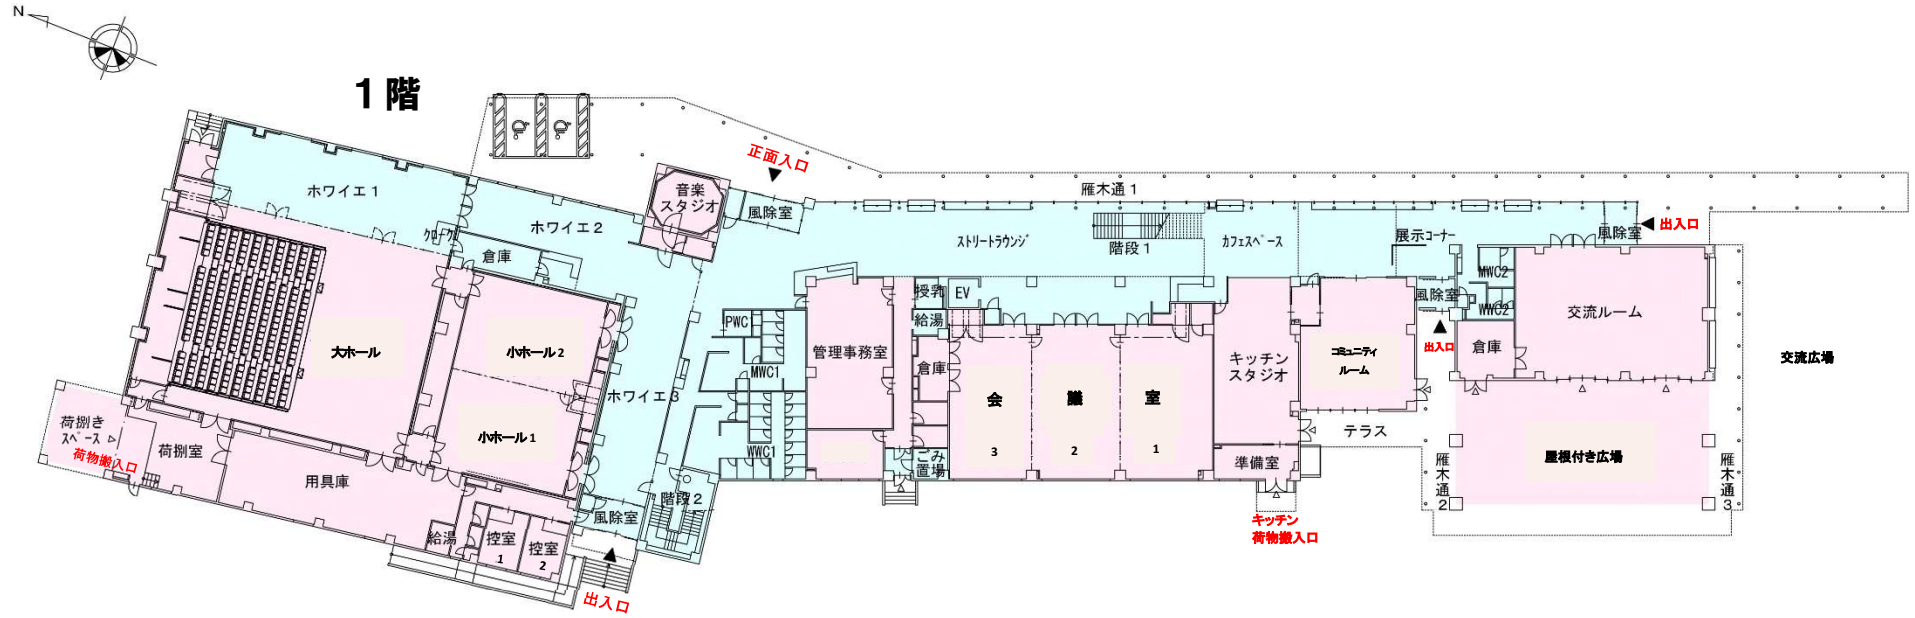 N
1階
正面入口
雁木通1
音楽
スタジオ
風除室
ホワイエ1
ホワイエ2
クローク
倉庫
ストリートラウンジ
階段1
カフェスペース
展示コーナー
風除室
出入口
授乳
EV
給湯
MWC2
WWC2
風除室
出入口
交流ルーム
倉庫
交流広場
大ホール
小ホール2
小ホール1
ホワイエ3
PWC
MWC1
WWC1
管理事務室
倉庫
会
議
室
3
2
1
キッチン
スタジオ
コミュニティ
ルーム
テラス
準備室
ごみ
置場
荷捌き
スペース
荷物搬入口
荷捌室
用具庫
給湯
控室
1
控室
2
風除室
階段2
出入口
キッチン
荷物搬入口
雁木通2
屋根付き広場
雁木通3